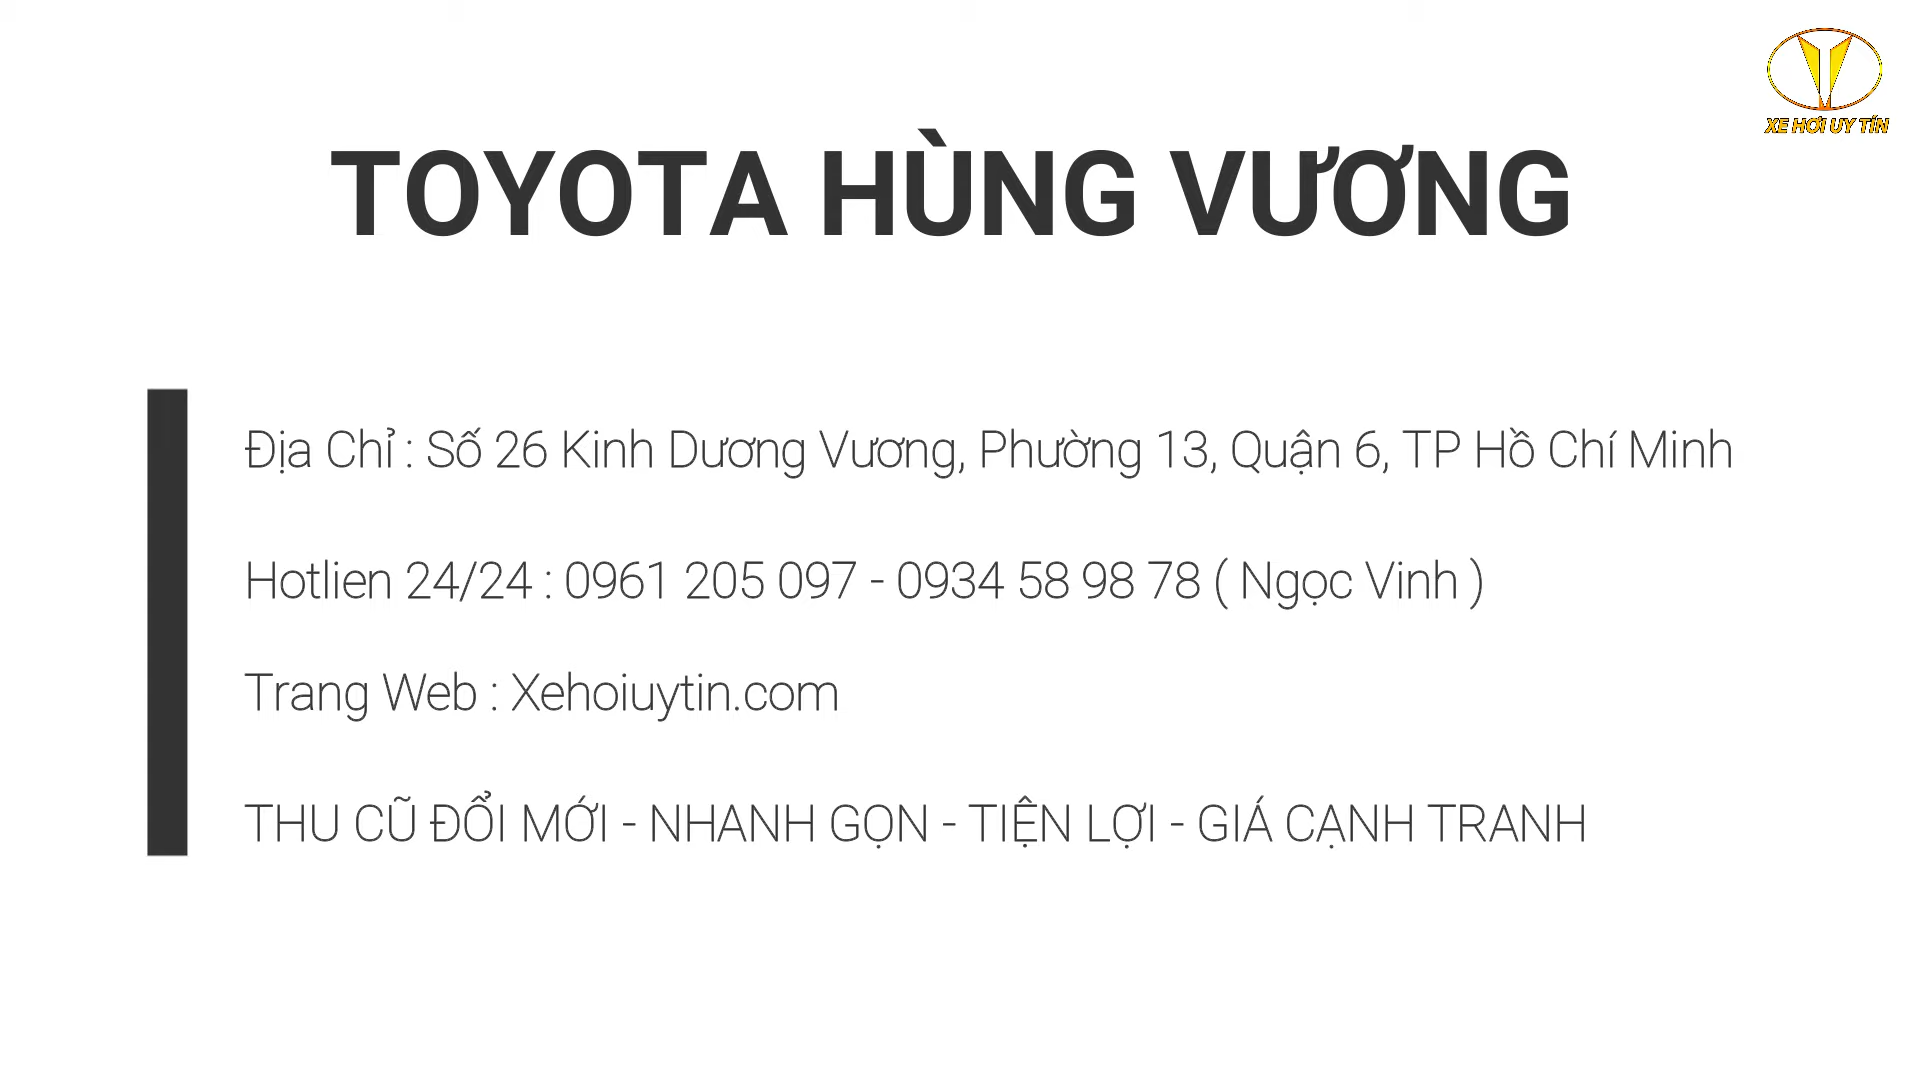 XE HƠI UY TÍN
TOYOTA HÙNG VƯƠNG
Địa Chỉ : Số 26 Kinh Dương Vương, Phường 13, Quận 6, TP Hồ Chí Minh
Hotlien 24/24 : 0961 205 097 - 0934 58 98 78 ( Ngọc Vinh )
Trang Web : Xehoiuytin.com
THU CŨ ĐỔI MỚI - NHANH GỌN - TIỆN LỢI - GIÁ CẠNH TRANH